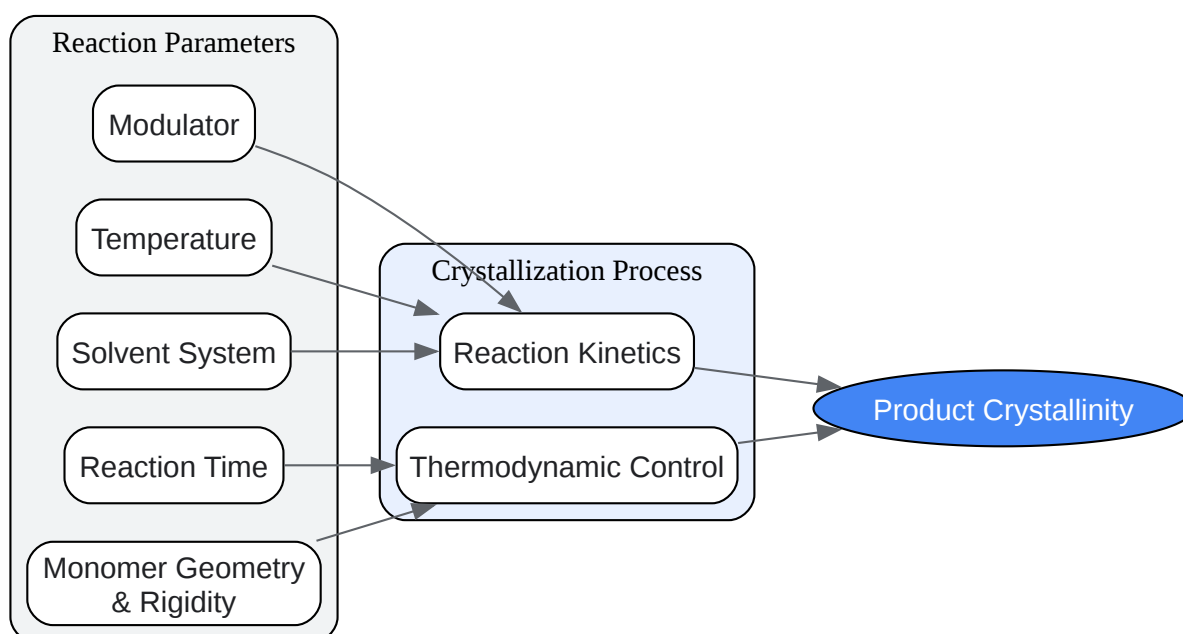 Reaction Parameters
Modulator
Temperature
Crystallization Process
Solvent System
Reaction Kinetics
Product Crystallinity
Reaction Time
Thermodynamic Control
Monomer Geometry
& Rigidity